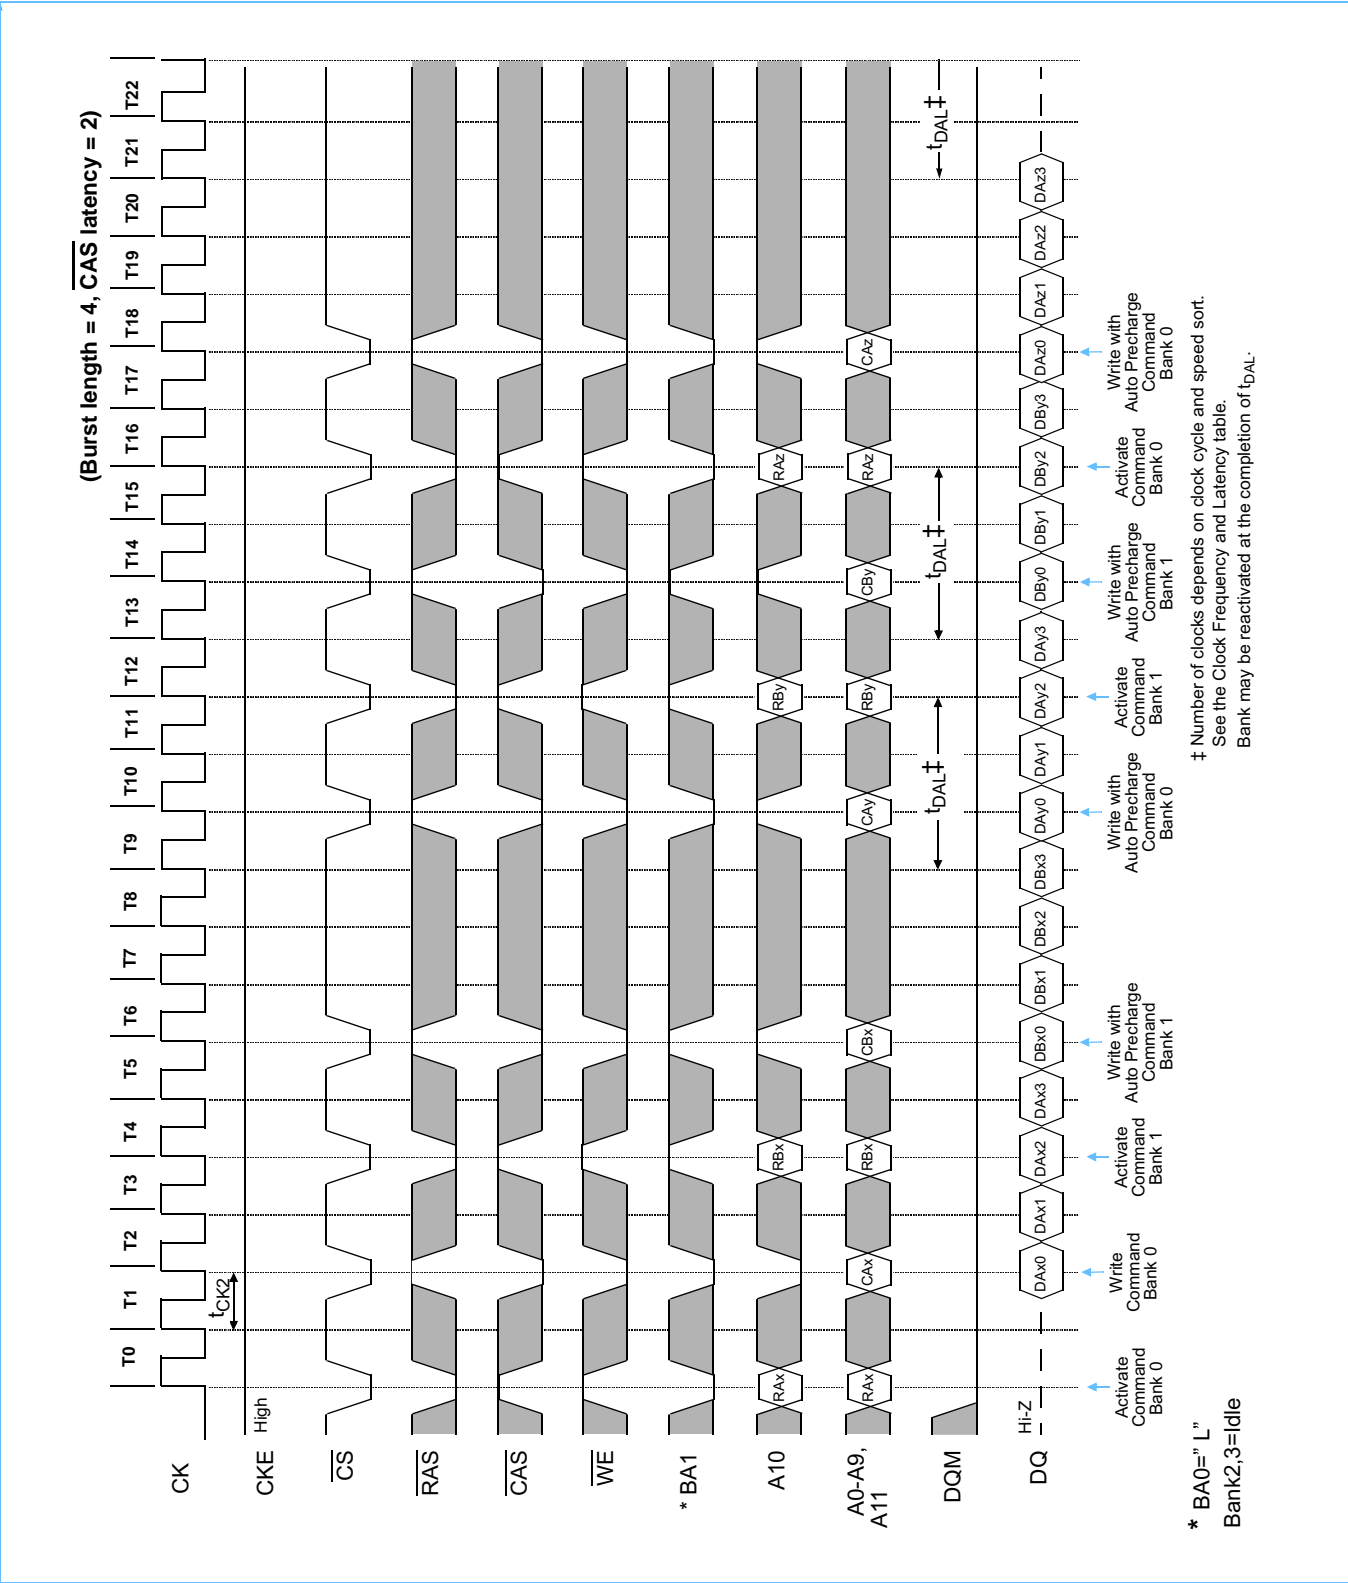 (Burst length = 4, CAS latency = 2)
T0 T1 T2 T3 T4 T5 T6 T7 T8 T9 T10 T11 T12 T13 T14 T15 T16 T17 T18 T19 T20 T21 T22
CK
tCK2
CKE
High
CS
RAS
CAS
WE
* BA1
A10
RAx RBx RBy RAz
A0-A9,
A11
RAx CAx RBx CBx CAy RBy CBy RAz CAz
DQM
tDAL‡ tDAL‡ tDAL‡
DQ
Hi-Z
DAx0 DAx1 DAx2 DAx3 DBx0 DBx1 DBx2 DBx3 DAy0 DAy1 DAy2 DAy3 DBy0 DBy1 DBy2 DBy3 DAz0 DAz1 DAz2 DAz3
Activate
Command
Bank 0
Write
Command
Bank 0
Activate
Command
Bank 1
Write with
Auto Precharge
Command
Bank 1
Write with
Auto Precharge
Command
Bank 0
Activate
Command
Bank 1
Write with
Auto Precharge
Command
Bank 1
Activate
Command
Bank 0
Write with
Auto Precharge
Command
Bank 0
* BA0=” L”
Bank2,3=Idle
‡ Number of clocks depends on clock cycle and speed sort.
See the Clock Frequency and Latency table.
Bank may be reactivated at the completion of tDAL.